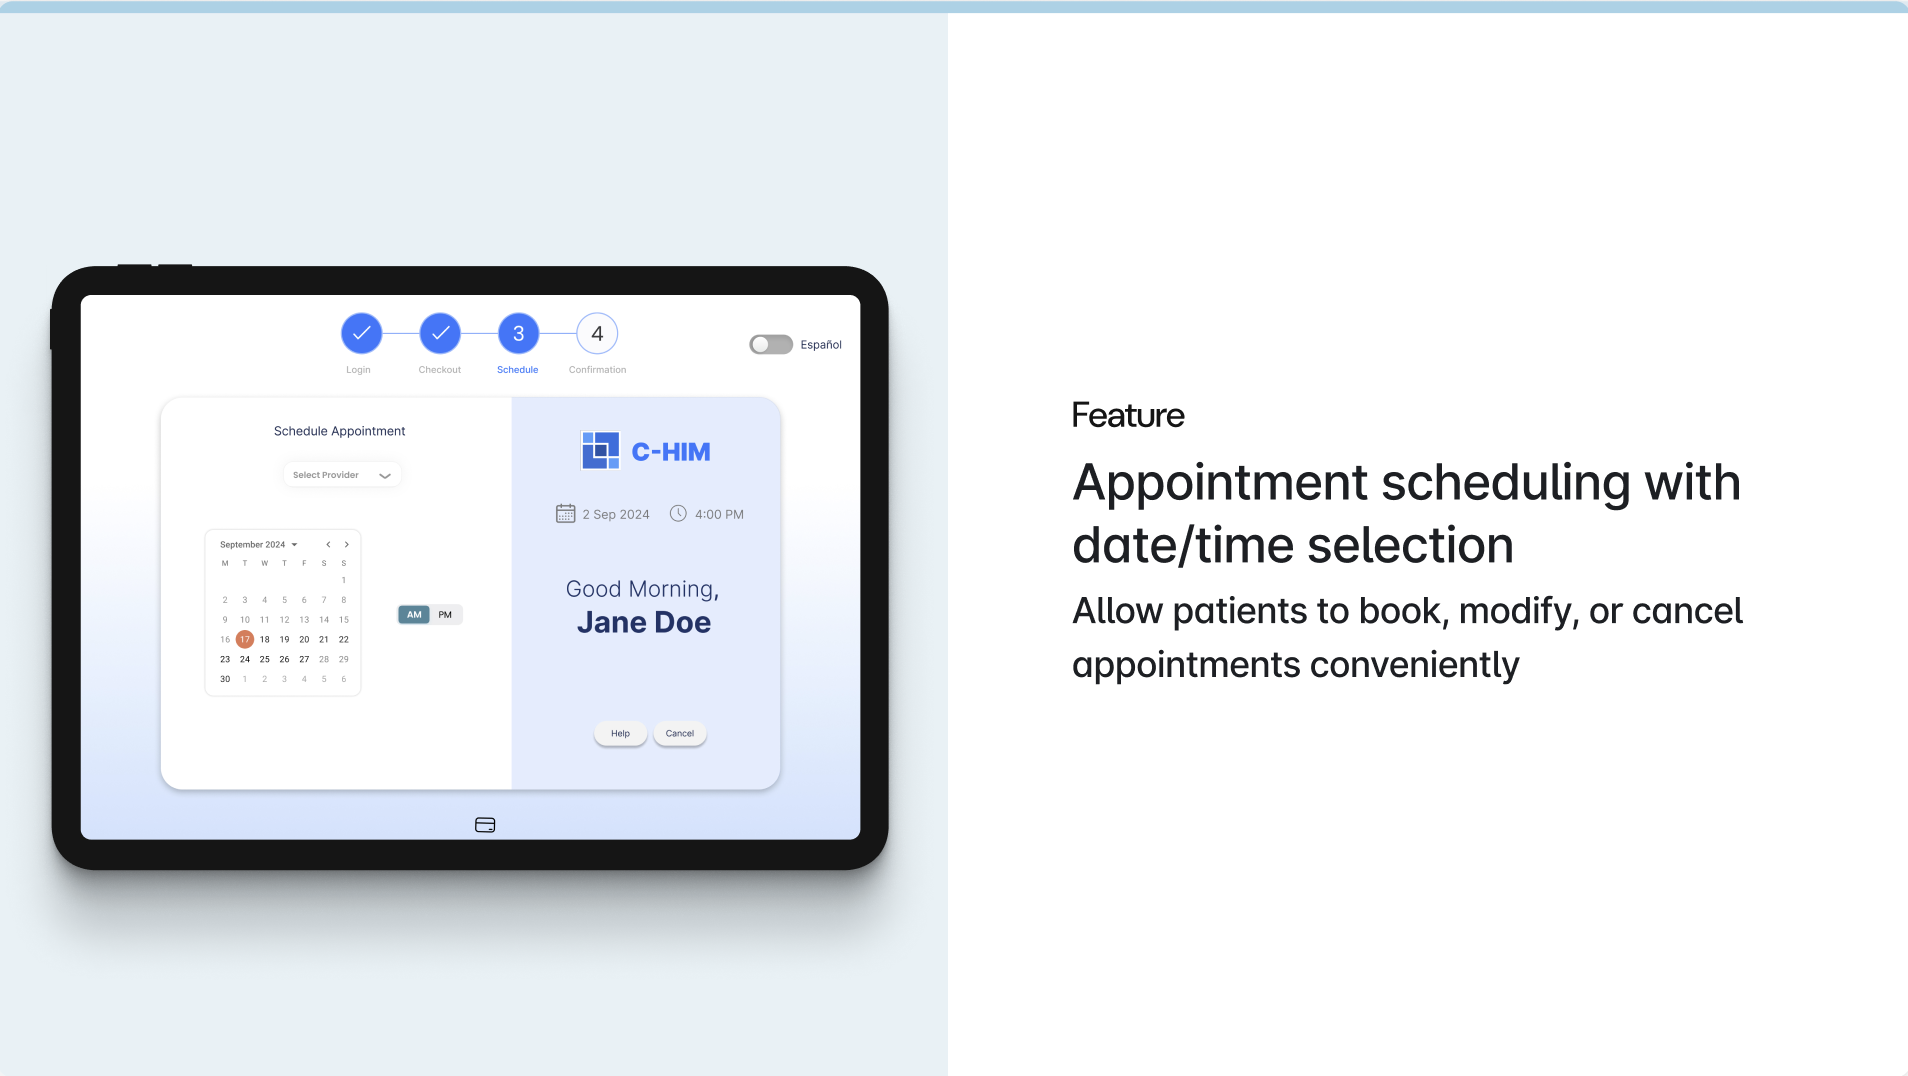 3
4
Login
Checkout
Schedule
Confirmation
Español
Schedule Appointment
Select Provider
September 2024
M T W T F S S
1
2 3 4 5 6 7 8
9 10 11 12 13 14 15
16 17 18 19 20 21 22
23 24 25 26 27 28 29
30 1 2 3 4 5 6
AM PM
C-HIM
2 Sep 2024 4:00 PM
Good Morning,
Jane Doe
Help Cancel
Feature
Appointment scheduling with
date/time selection
Allow patients to book, modify, or cancel
appointments conveniently